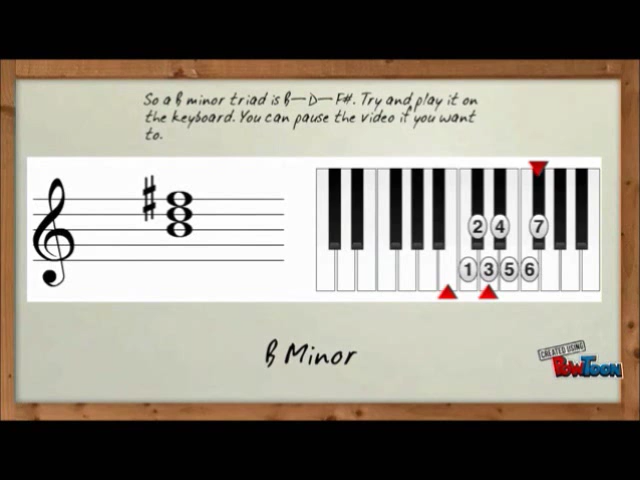 So a B minor triad is B—D—F#. Try and play it on
the keyboard. You can pause the video if you want
to.
2 4 7
1 3 5 6
B Minor
CREATED USING
POWTOON